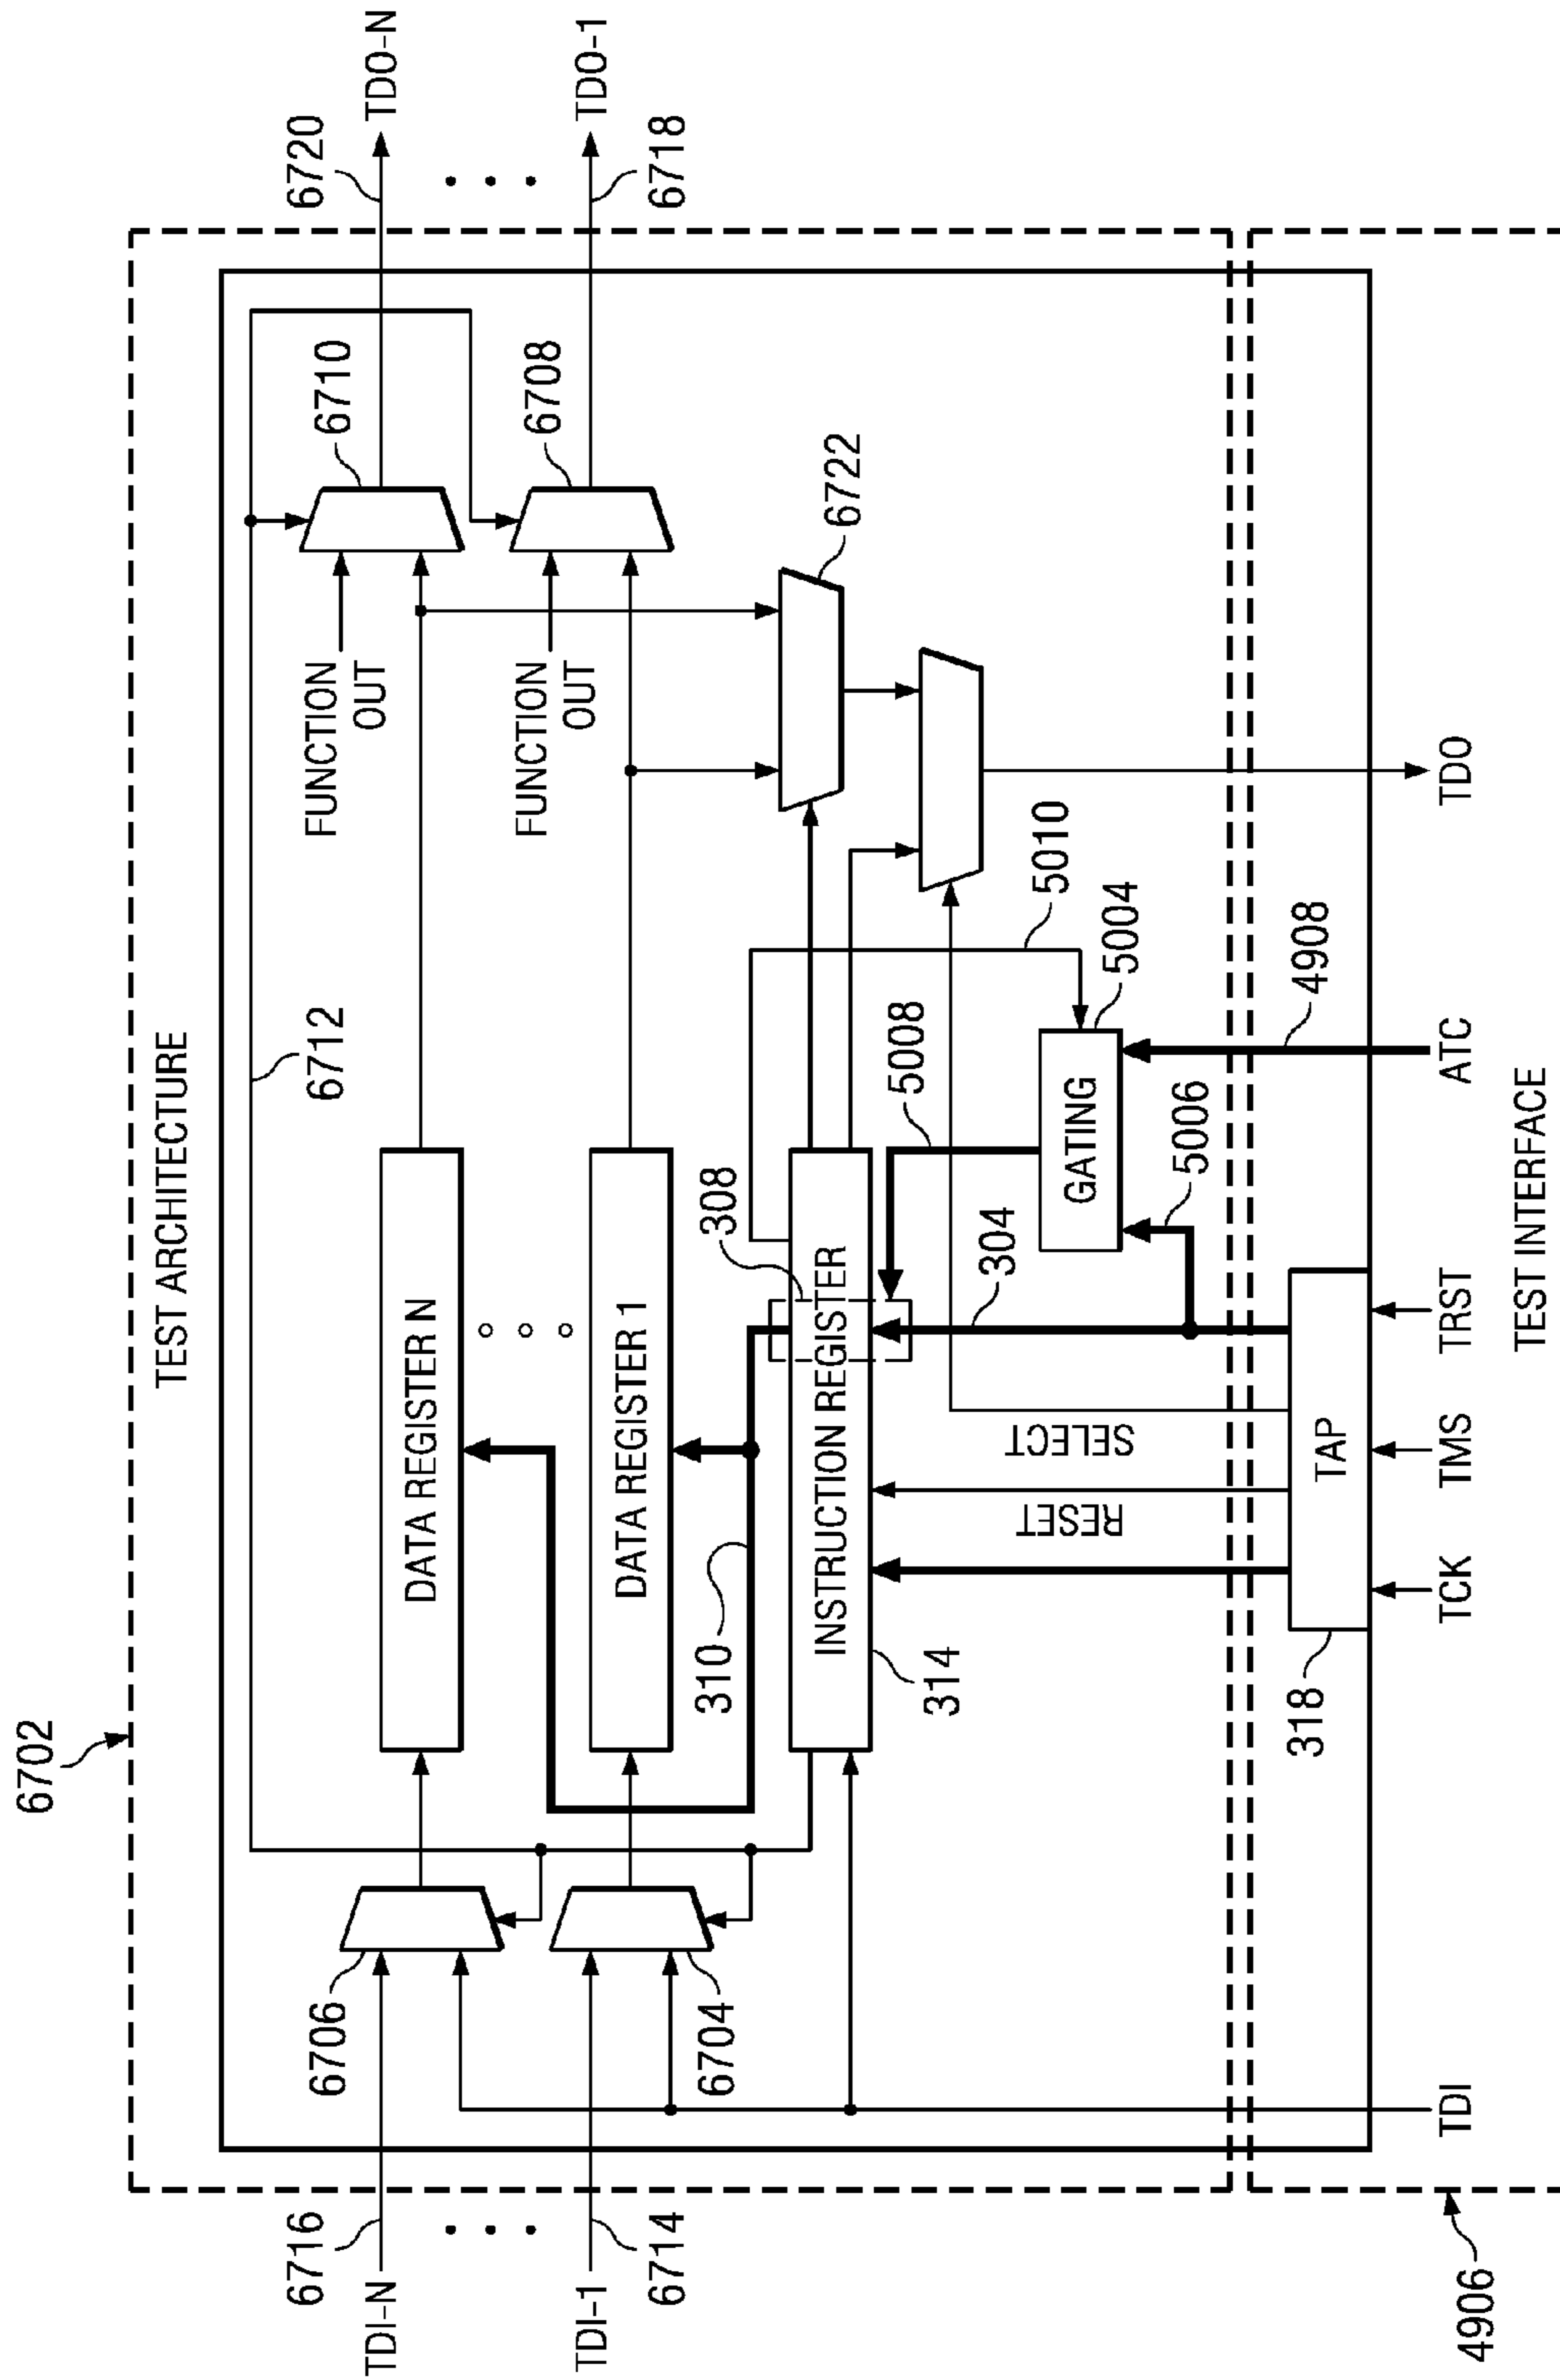 6702
TEST ARCHITECTURE
6712
6716
TDI-N
6714
TDI-1
6706
6704
DATA REGISTER N
DATA REGISTER 1
310
308
INSTRUCTION REGISTER
314
FUNCTION
OUT
FUNCTION
OUT
6710
6708
6720
TDO-N
6718
TDO-1
6722
5010
5008
5004
GATING
5006
304
4908
SELECT
RESET
TAP
318
TDI
TCK
TMS
TRST
ATC
TDO
TEST INTERFACE
4906